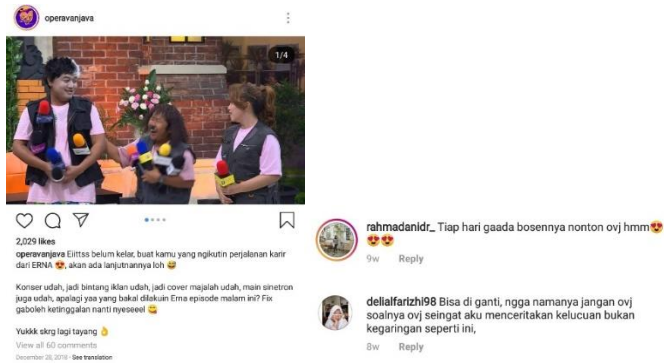 operavanjava
1/4
2,029 likes
operavanjava Eiittss belum kelar, buat kamu yang ngikutin perjalanan karir
dari ERNA 😍, akan ada lanjutannya loh 😅
Konser udah, jadi bintang iklan udah, jadi cover majalah udah, main sinetron
juga udah, apalagi yaa yang bakal dilakuin Erna episode malam ini? Fix
gaboleh ketinggalan nanti nyeseeel 😋
Yukkk skrg lagi tayang 👌
View all 60 comments
December 28, 2018 · See translation
rahmadanidr_ Tiap hari gaada bosennya nonton ovj hmm😍
😍😍
9w Reply
delialfarizhi98 Bisa di ganti, ngga namanya jangan ovj
soalnya ovj seingat aku menceritakan kelucuan bukan
kegaringan seperti ini,
8w Reply